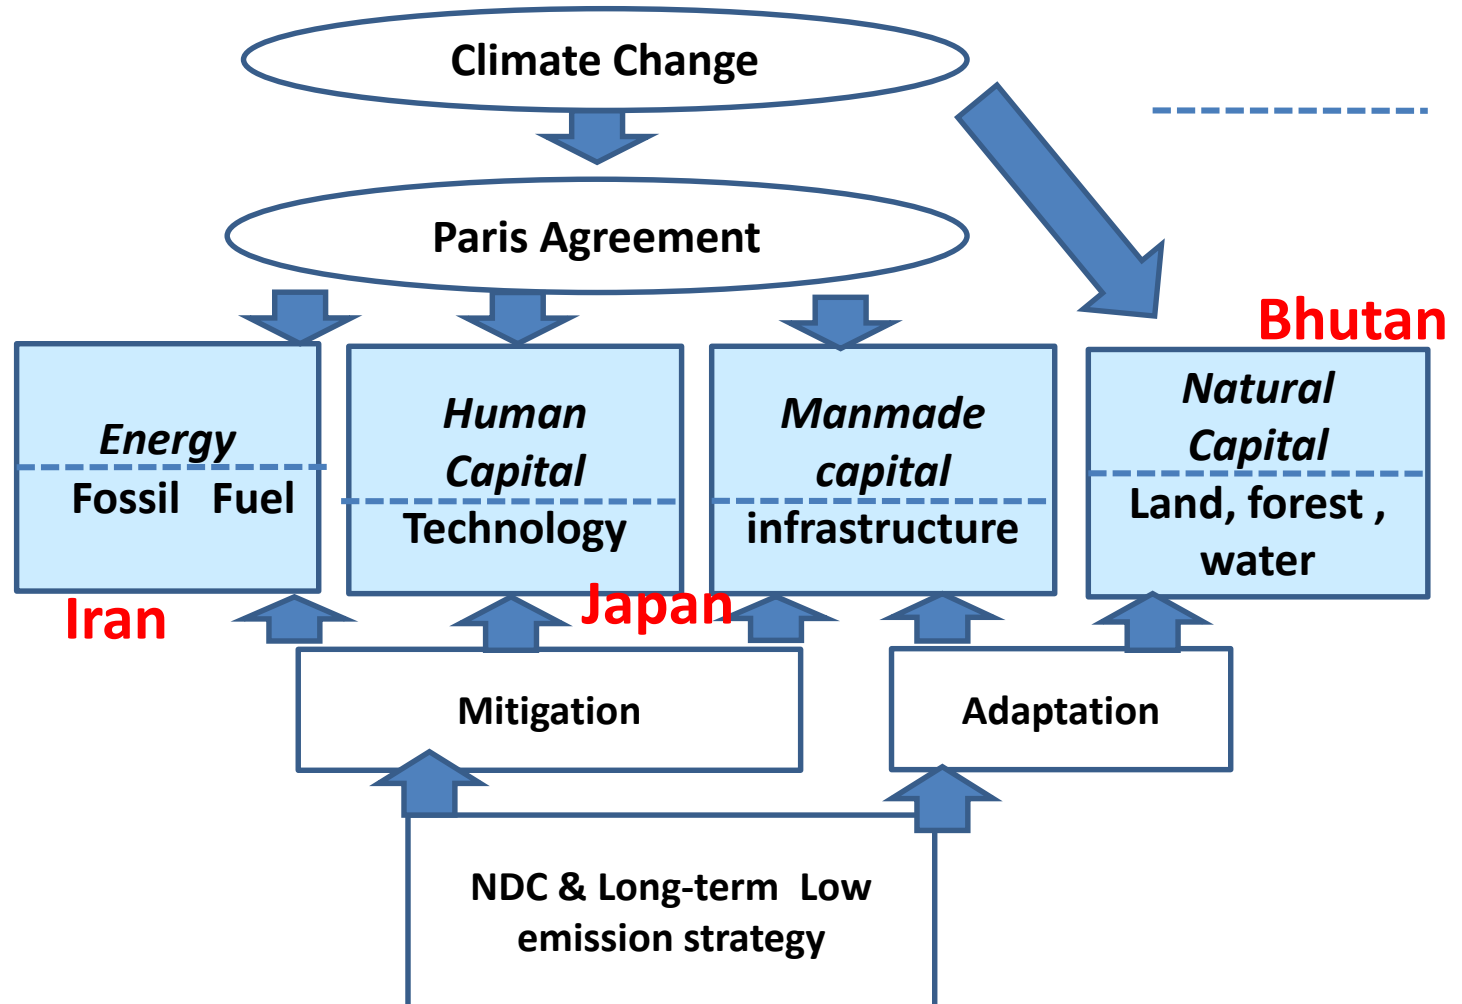 Climate Change
Paris Agreement
Bhutan
Energy
Fossil Fuel
Human
Capital
Technology
Manmade
capital
infrastructure
Natural
Capital
Land, forest ,
water
Iran
Japan
Mitigation
Adaptation
NDC & Long-term Low
emission strategy